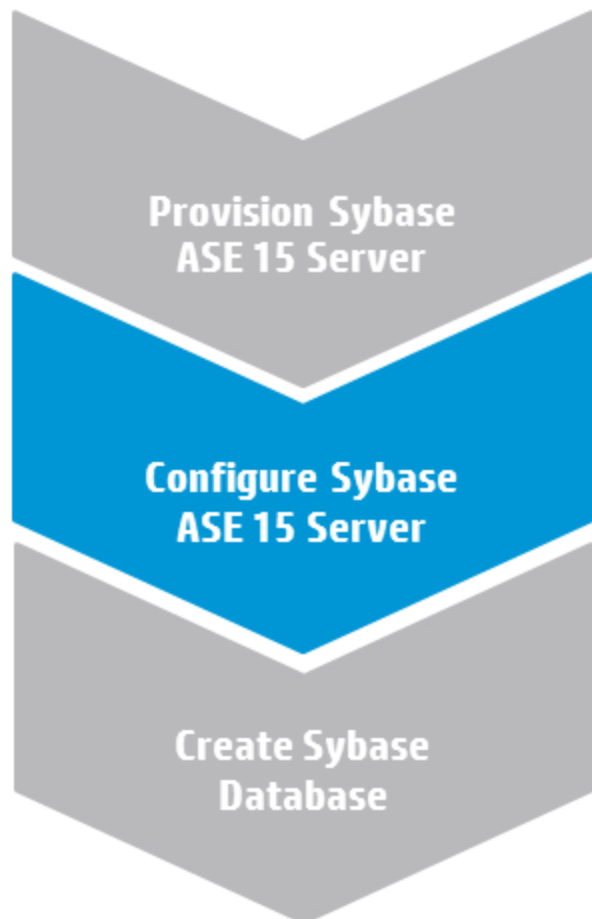 Provision Sybase
ASE 15 Server
Configure Sybase
ASE 15 Server
Create Sybase
Database